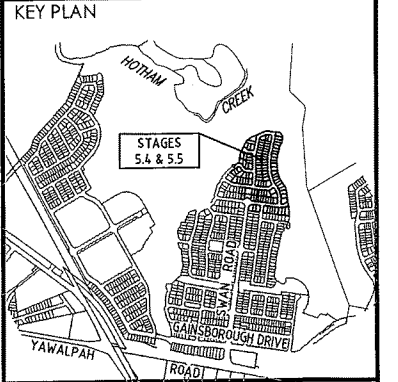 KEY PLAN
HOTHAM
CREEK
STAGES
5.4 & 5.5
SWAN ROAD
GAINSBOROUGH DRIVE
YAWALPAH
ROAD